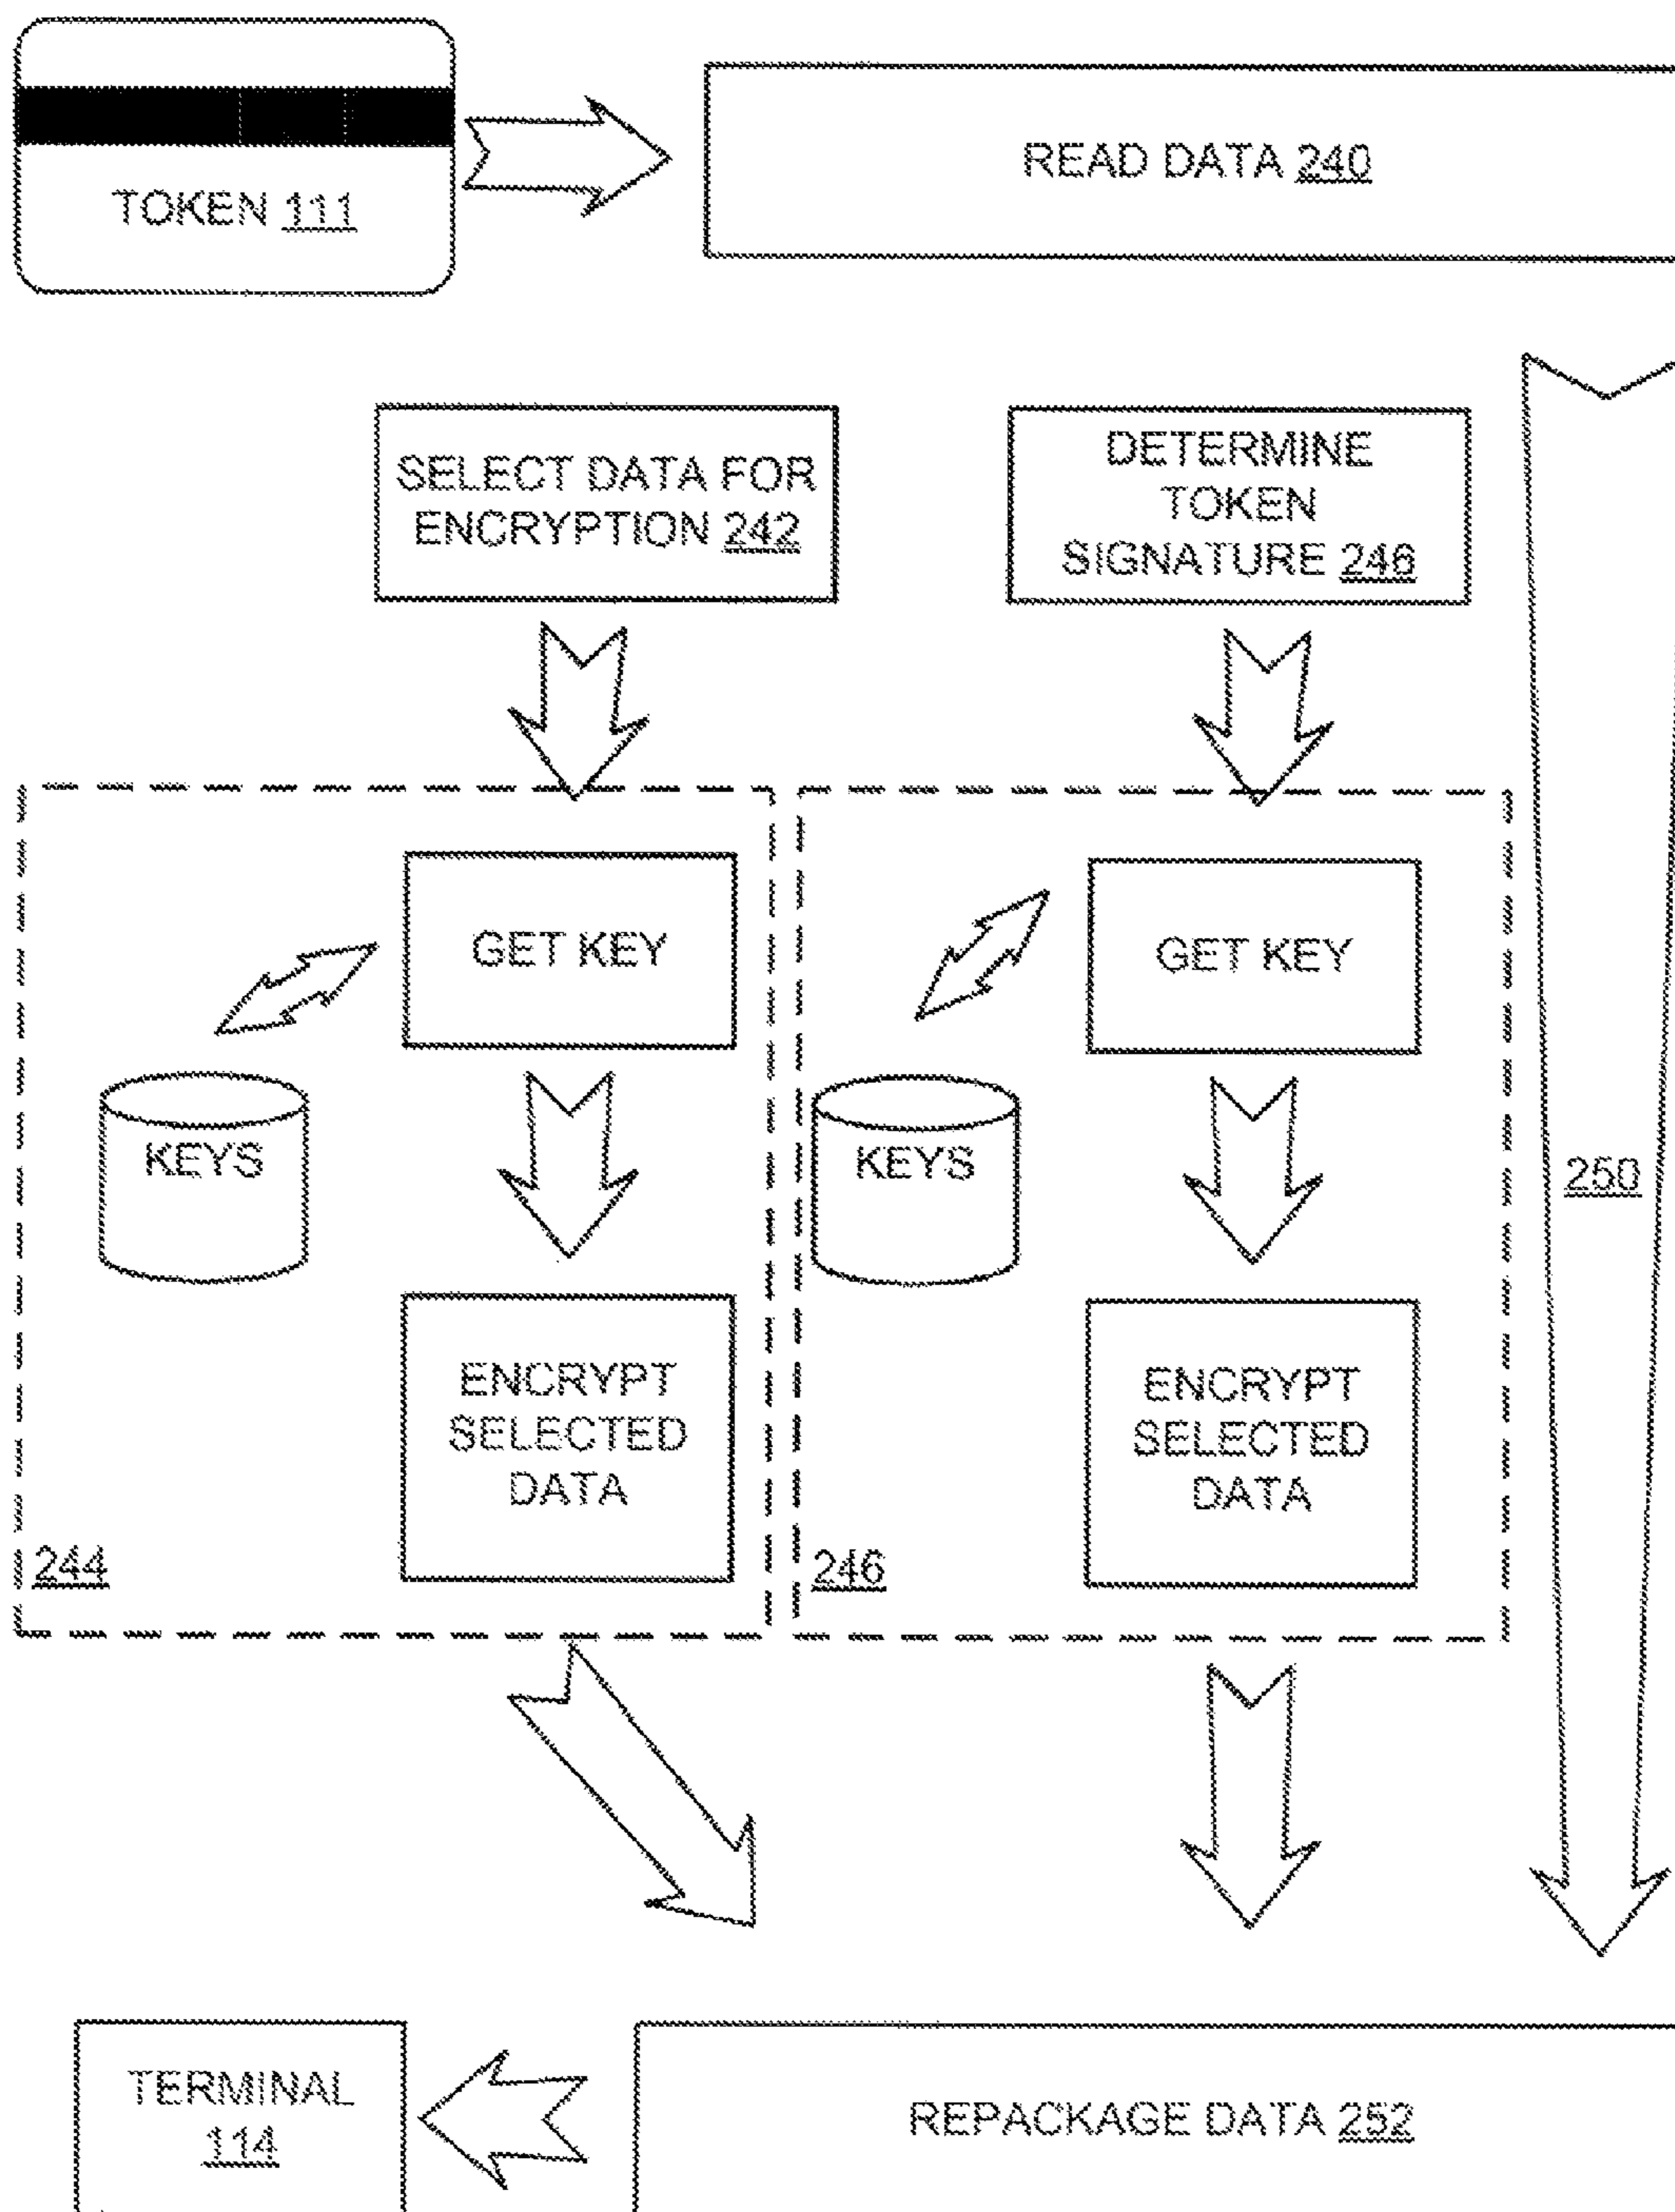 TOKEN 111
READ DATA 240
SELECT DATA FOR
ENCRYPTION 242
DETERMINE
TOKEN
SIGNATURE 246
GET KEY
GET KEY
KEYS
KEYS
250
ENCRYPT
SELECTED
DATA
ENCRYPT
SELECTED
DATA
244
246
TERMINAL
114
REPACKAGE DATA 252